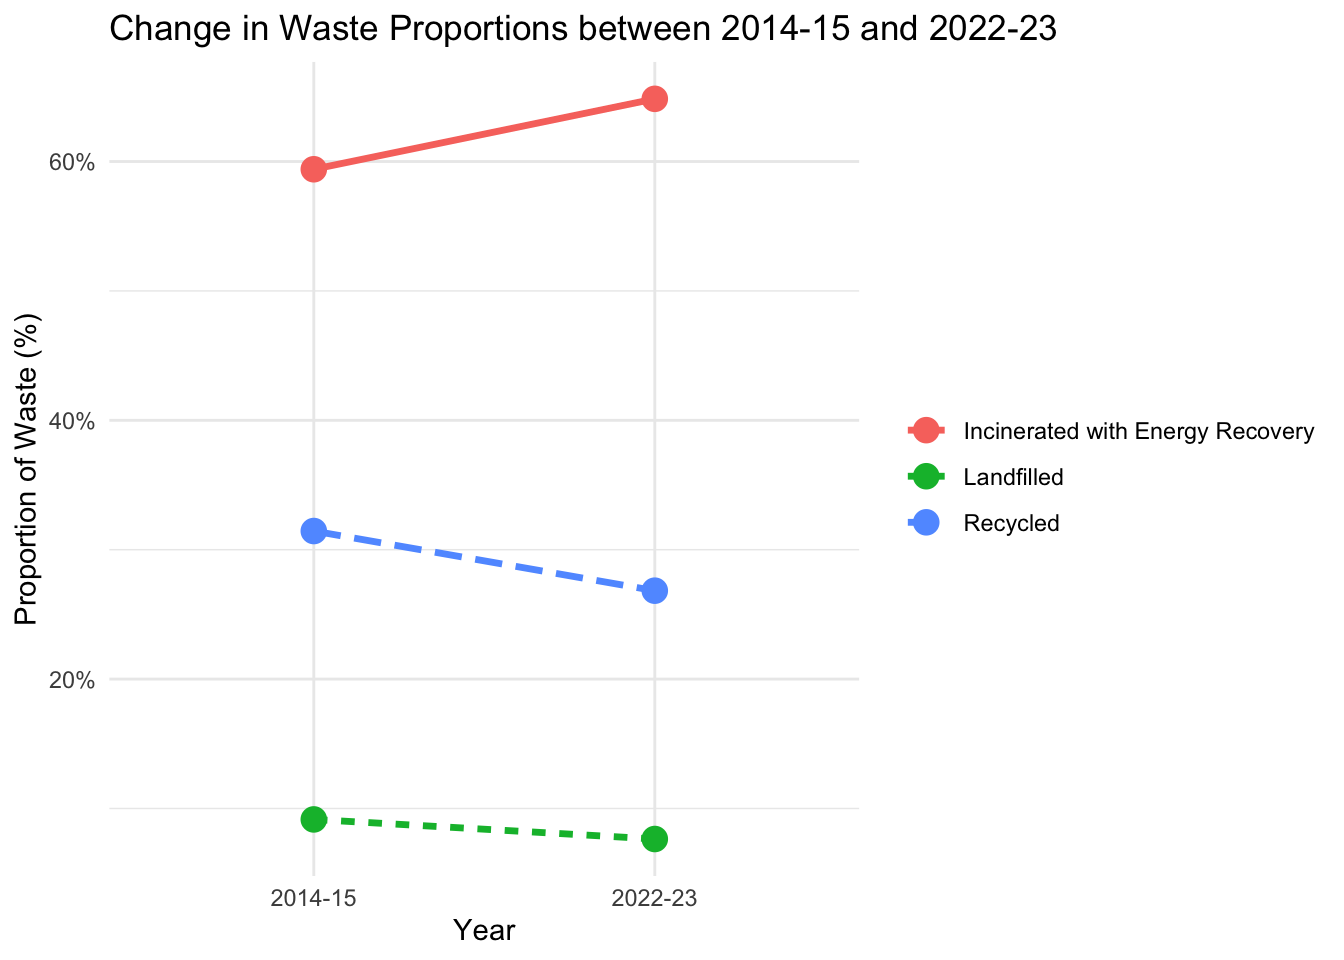 Change in Waste Proportions between 2014-15 and 2022-23
Proportion of Waste (%)
60%
40%
20%
2014-15
2022-23
Year
Incinerated with Energy Recovery
Landfilled
Recycled